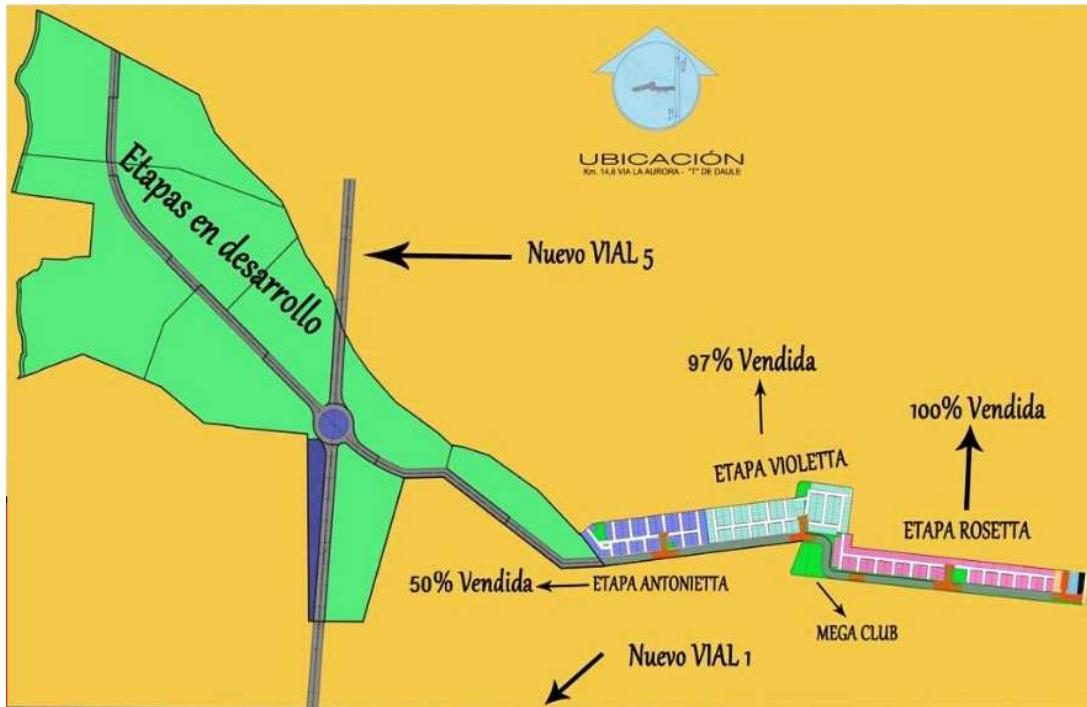 UBICACIÓN
Km. 14,8 VIA LA AURORA - "T" DE DAULE
Etapas en desarrollo
Nuevo VIAL 5
97% Vendida
100% Vendida
ETAPA VIOLETTA
ETAPA ROSETTA
50% Vendida
ETAPA ANTONIETTA
MEGA CLUB
Nuevo VIAL 1